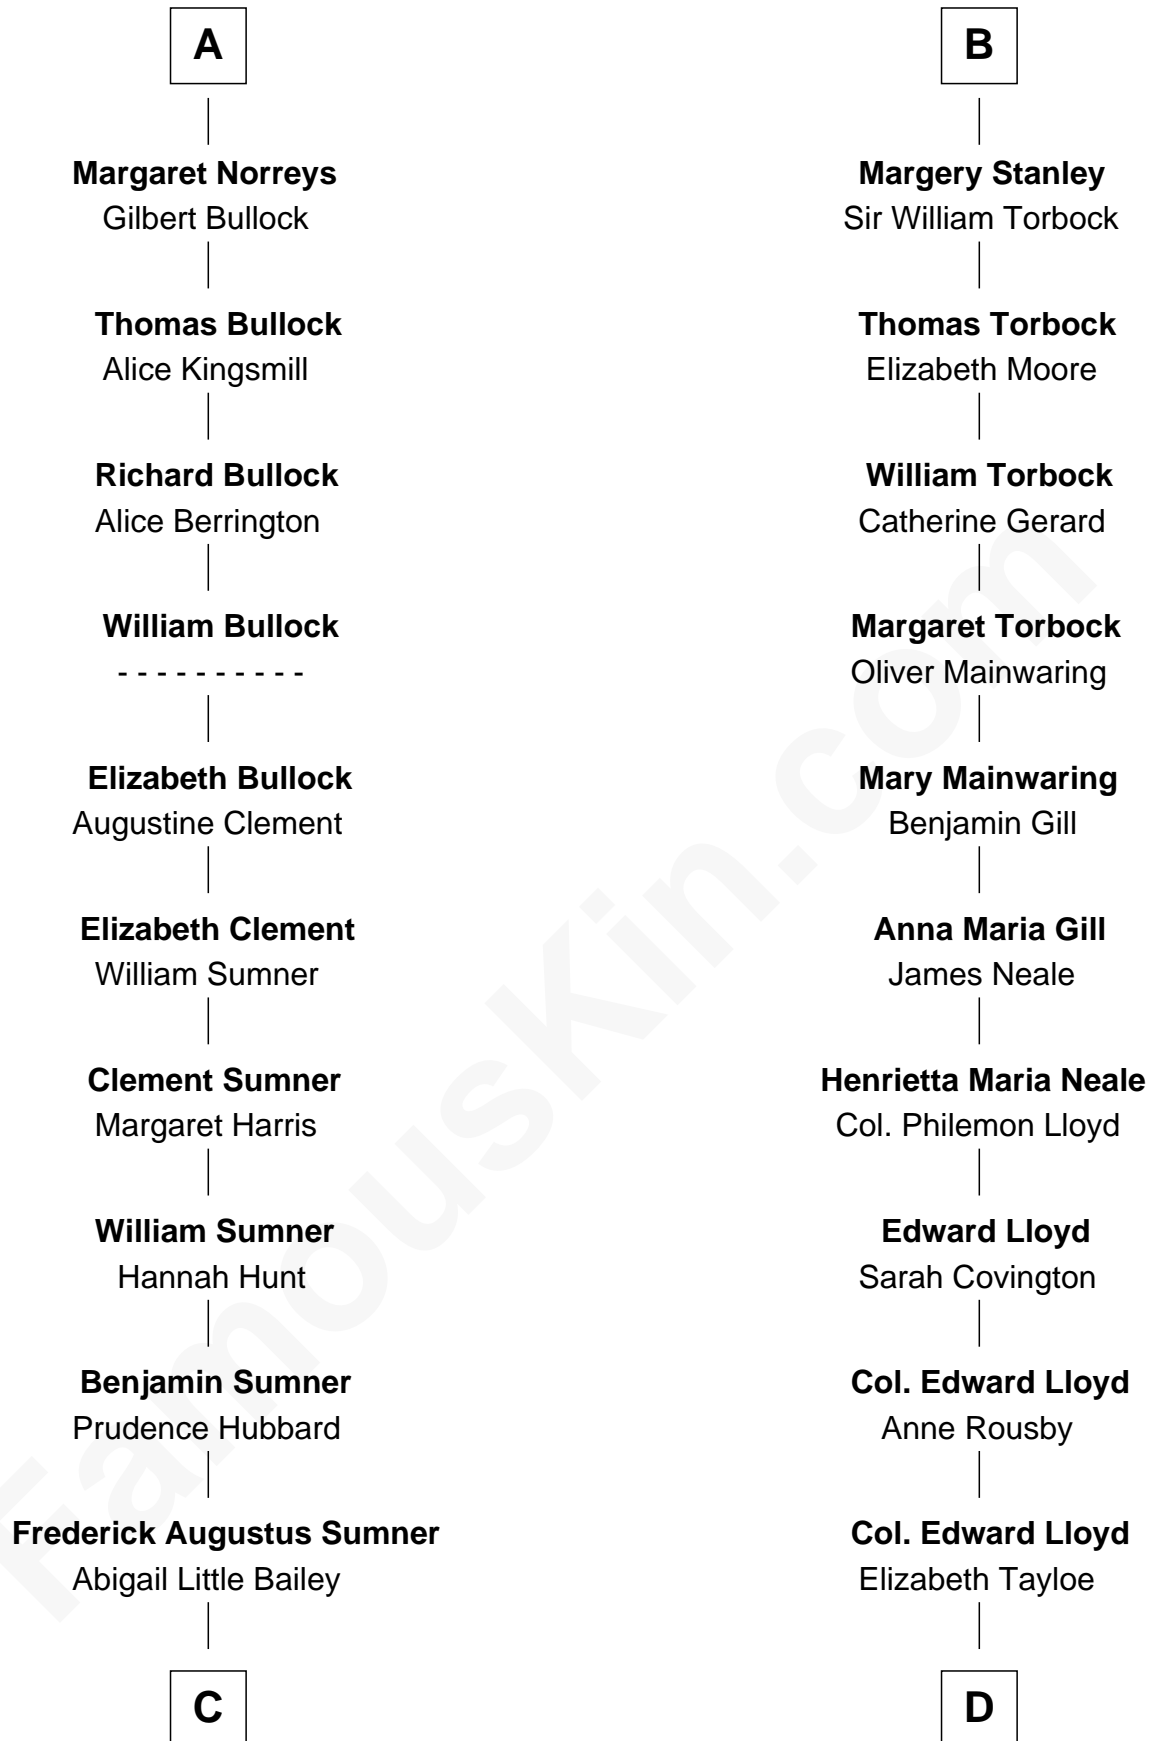 A
Margaret Norreys
Gilbert Bullock
Thomas Bullock
Alice Kingsmill
Richard Bullock
Alice Berrington
William Bullock
- - - - - - - - - -
Elizabeth Bullock
Augustine Clement
Elizabeth Clement
William Sumner
Clement Sumner
Margaret Harris
William Sumner
Hannah Hunt
Benjamin Sumner
Prudence Hubbard
Frederick Augustus Sumner
Abigail Little Bailey
C
B
Margery Stanley
Sir William Torbock
Thomas Torbock
Elizabeth Moore
William Torbock
Catherine Gerard
Margaret Torbock
Oliver Mainwaring
Mary Mainwaring
Benjamin Gill
Anna Maria Gill
James Neale
Henrietta Maria Neale
Col. Philemon Lloyd
Edward Lloyd
Sarah Covington
Col. Edward Lloyd
Anne Rousby
Col. Edward Lloyd
Elizabeth Tayloe
D
FamousKin.com